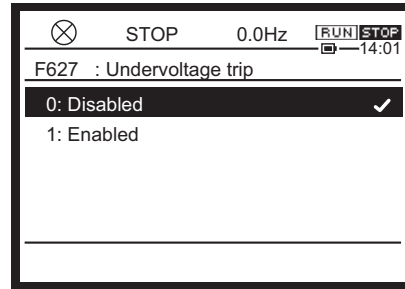 STOP 0.0Hz RUN STOP
14:01
F627 : Undervoltage trip
0: Disabled
1: Enabled